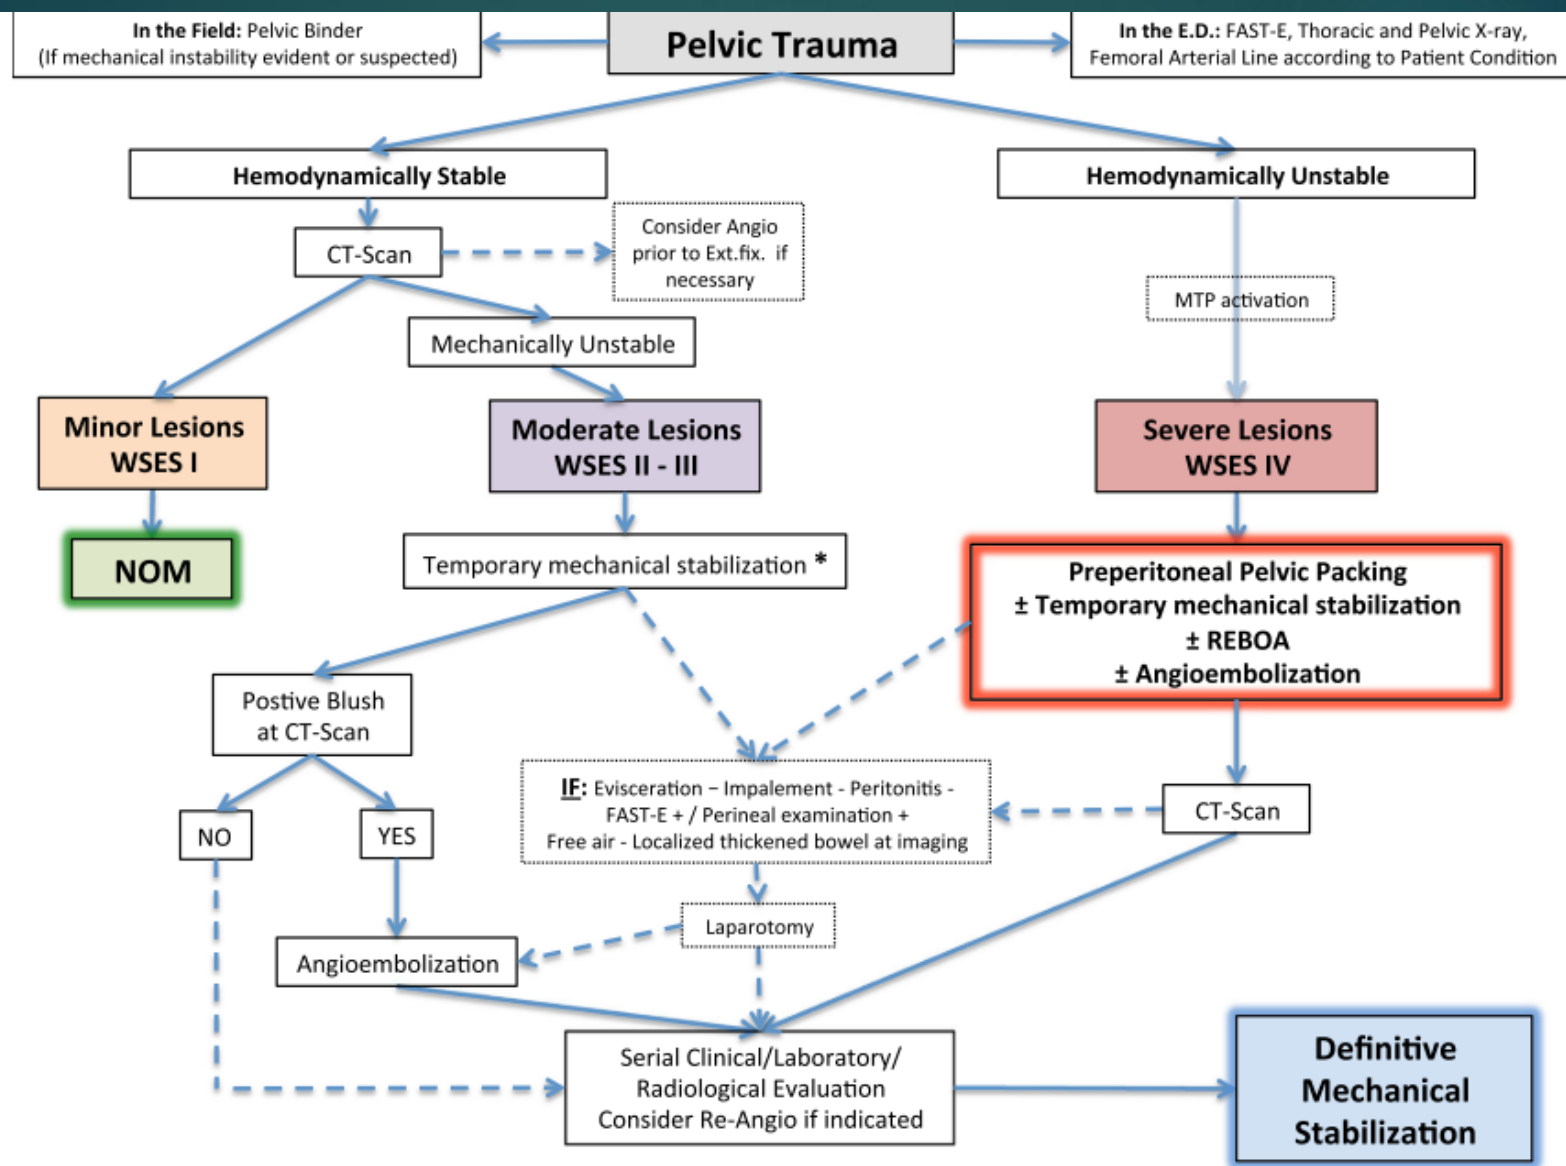 In the Field: Pelvic Binder
(If mechanical instability evident or suspected)
Pelvic Trauma
In the E.D.: FAST-E, Thoracic and Pelvic X-ray,
Femoral Arterial Line according to Patient Condition
Hemodynamically Stable
Hemodynamically Unstable
CT-Scan
Consider Angio
prior to Ext.fix. if
necessary
MTP activation
Mechanically Unstable
Minor Lesions
WSES I
Moderate Lesions
WSES II - III
Severe Lesions
WSES IV
NOM
Temporary mechanical stabilization *
Preperitoneal Pelvic Packing
± Temporary mechanical stabilization
± REBOA
± Angioembolization
Postive Blush
at CT-Scan
IF: Evisceration – Impalement - Peritonitis -
FAST-E + / Perineal examination +
Free air - Localized thickened bowel at imaging
CT-Scan
NO
YES
Laparotomy
Angioembolization
Serial Clinical/Laboratory/
Radiological Evaluation
Consider Re-Angio if indicated
Definitive
Mechanical
Stabilization